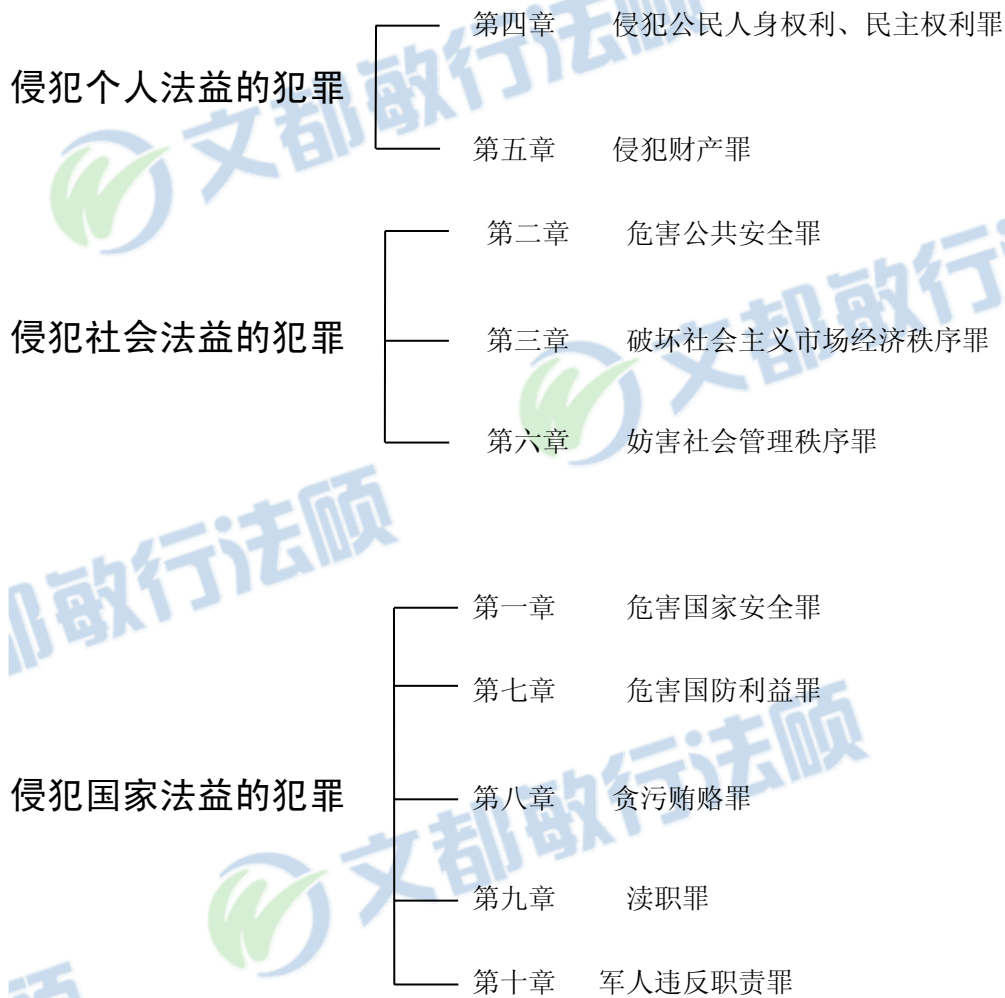 第四章 侵犯公民人身权利、民主权利罪
侵犯个人法益的犯罪
第五章 侵犯财产罪
第二章 危害公共安全罪
侵犯社会法益的犯罪
第三章 破坏社会主义市场经济秩序罪
第六章 妨害社会管理秩序罪
第一章 危害国家安全罪
第七章 危害国防利益罪
侵犯国家法益的犯罪
第八章 贪污贿赂罪
第九章 渎职罪
第十章 军人违反职责罪
文都敏行法顾
文都敏行
都敏行法顾
文都敏行法顾
顾